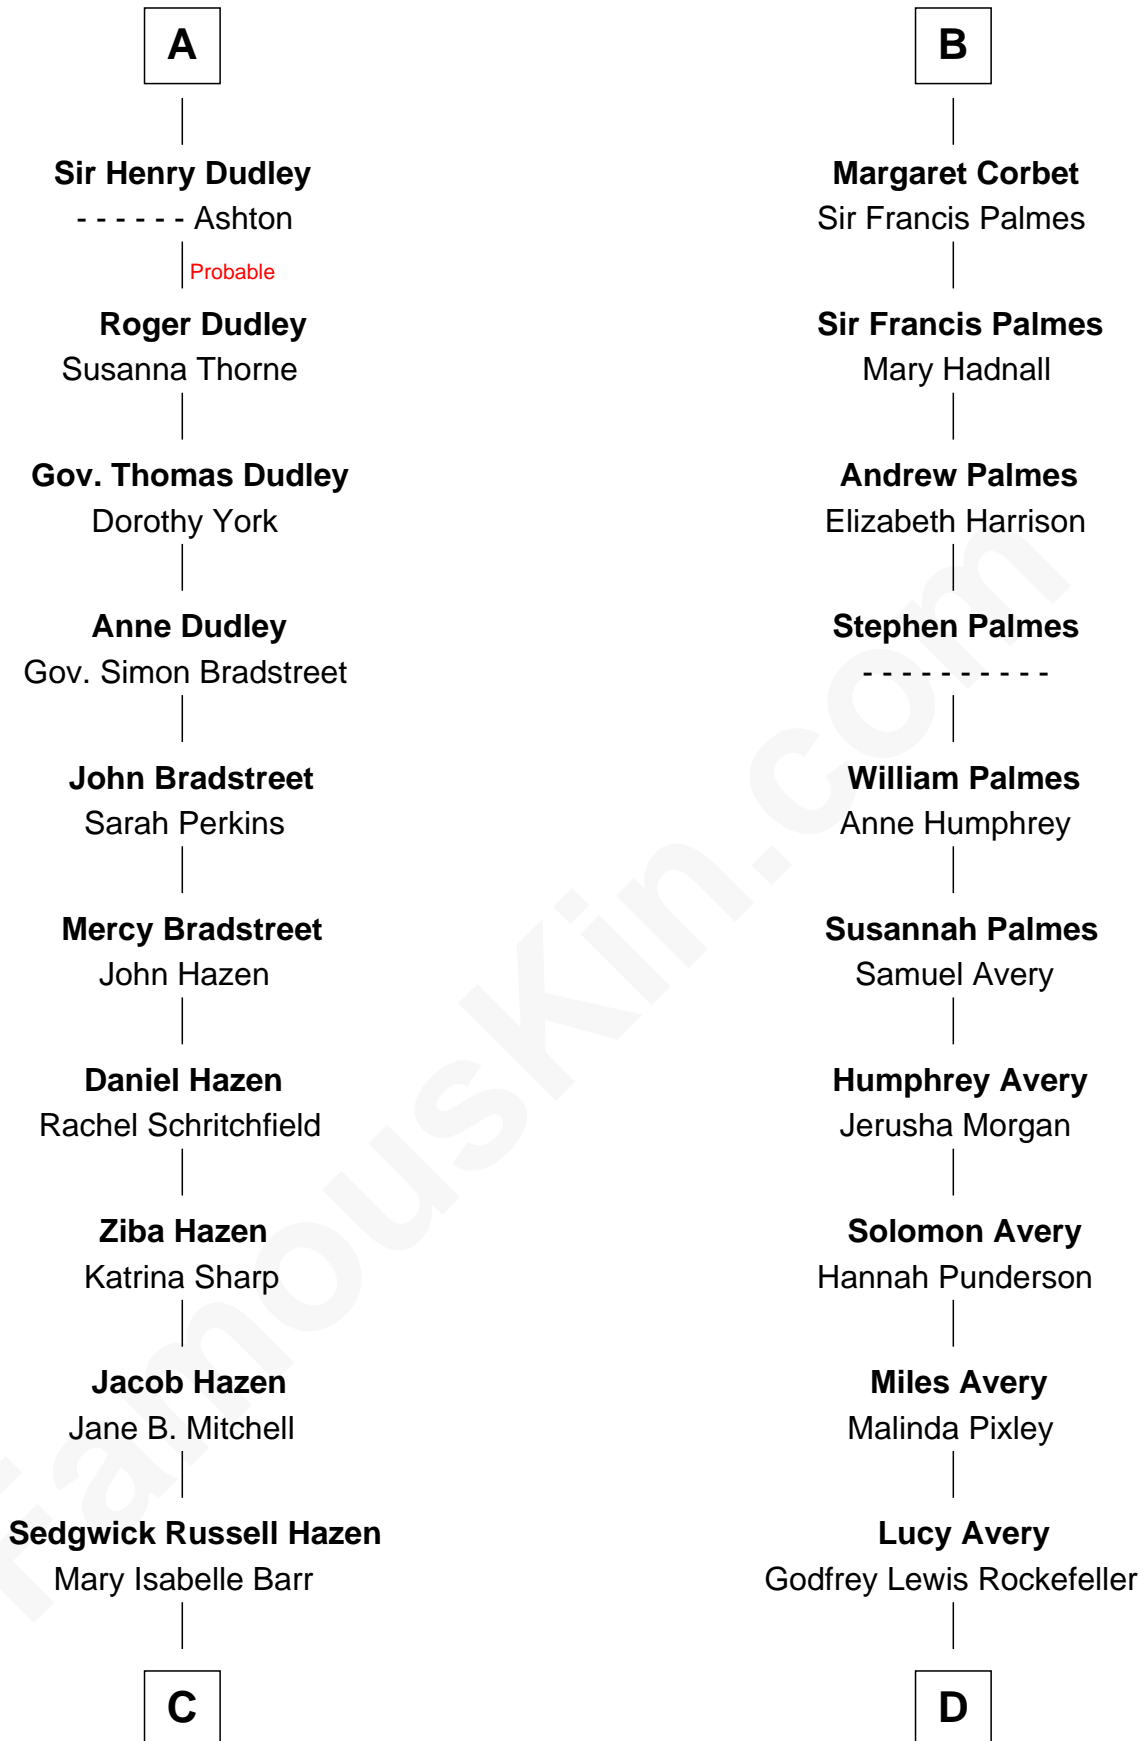 A
Sir Henry Dudley
- - - - - - Ashton
Probable
Roger Dudley
Susanna Thorne
Gov. Thomas Dudley
Dorothy York
Anne Dudley
Gov. Simon Bradstreet
John Bradstreet
Sarah Perkins
Mercy Bradstreet
John Hazen
Daniel Hazen
Rachel Schritchfield
Ziba Hazen
Katrina Sharp
Jacob Hazen
Jane B. Mitchell
Sedgwick Russell Hazen
Mary Isabelle Barr
C
B
Margaret Corbet
Sir Francis Palmes
Sir Francis Palmes
Mary Hadnall
Andrew Palmes
Elizabeth Harrison
Stephen Palmes
- - - - - - - - - -
William Palmes
Anne Humphrey
Susannah Palmes
Samuel Avery
Humphrey Avery
Jerusha Morgan
Solomon Avery
Hannah Punderson
Miles Avery
Malinda Pixley
Lucy Avery
Godfrey Lewis Rockefeller
D
FamousKin.com